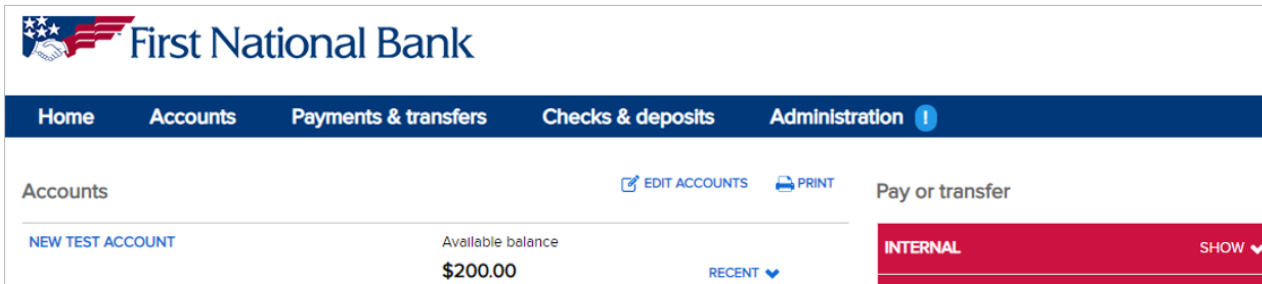 First National Bank
Home Accounts Payments & transfers Checks & deposits Administration !
Accounts EDIT ACCOUNTS PRINT Pay or transfer
NEW TEST ACCOUNT Available balance INTERNAL SHOW
$200.00 RECENT